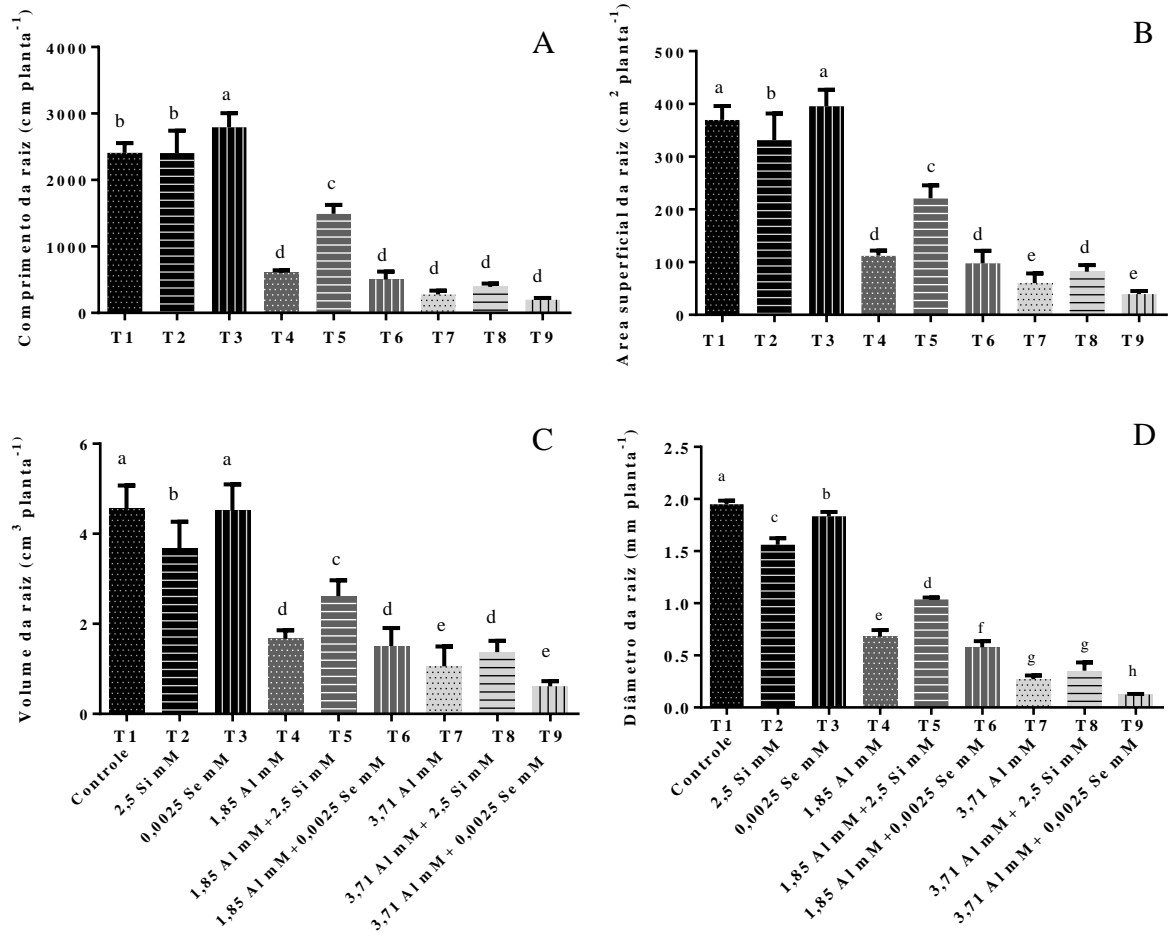 A
Comprimento da raiz (cm planta-1)
4000
3000
2000
1000
0
b
b
a
d
c
d
d
d
d
T1 T2 T3 T4 T5 T6 T7 T8 T9
B
Area superficial da raiz (cm2 planta-1)
500
400
300
200
100
0
a
b
a
d
c
d
e
d
e
T1 T2 T3 T4 T5 T6 T7 T8 T9
C
Volume da raiz (cm3 planta-1)
6
4
2
0
a
b
a
d
c
d
e
d
e
T1 T2 T3 T4 T5 T6 T7 T8 T9
Controle
2,5 Si mM
0,0025 Se mM
1,85 Al mM
1,85 Al mM+2,5 Si mM
1,85 Al mM+0,0025 Se mM
3,71 Al mM
3,71 Al mM+ 2,5 Si mM
3,71 Al mM+ 0,0025 Se mM
D
Diâmetro da raiz (mm planta-1)
2.5
2.0
1.5
1.0
0.5
0.0
a
c
b
e
d
f
g
g
h
T1 T2 T3 T4 T5 T6 T7 T8 T9
Controle
2,5 Si mM
0,0025 Se mM
1,85 Al mM
1,85 Al mM+2,5 Si mM
1,85 Al mM+0,0025 Se mM
3,71 Al mM
3,71 Al mM+ 2,5 Si mM
3,71 Al mM+ 0,0025 Se mM